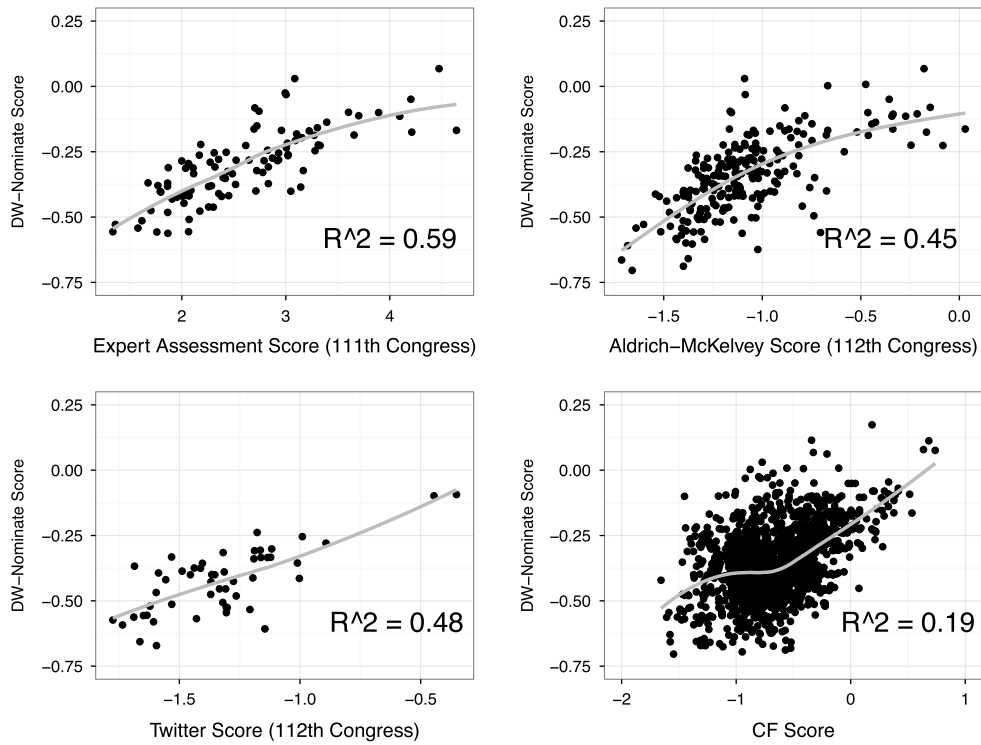 0.25
0.00
−0.25
−0.50
−0.75
DW−Nominate Score
R^2 = 0.59
2 3 4
Expert Assessment Score (111th Congress)
0.25
0.00
−0.25
−0.50
−0.75
DW−Nominate Score
R^2 = 0.45
−1.5 −1.0 −0.5 0.0
Aldrich−McKelvey Score (112th Congress)
0.25
0.00
−0.25
−0.50
−0.75
DW−Nominate Score
R^2 = 0.48
−1.5 −1.0 −0.5
Twitter Score (112th Congress)
0.25
0.00
−0.25
−0.50
−0.75
DW−Nominate Score
R^2 = 0.19
−2 −1 0 1
CF Score